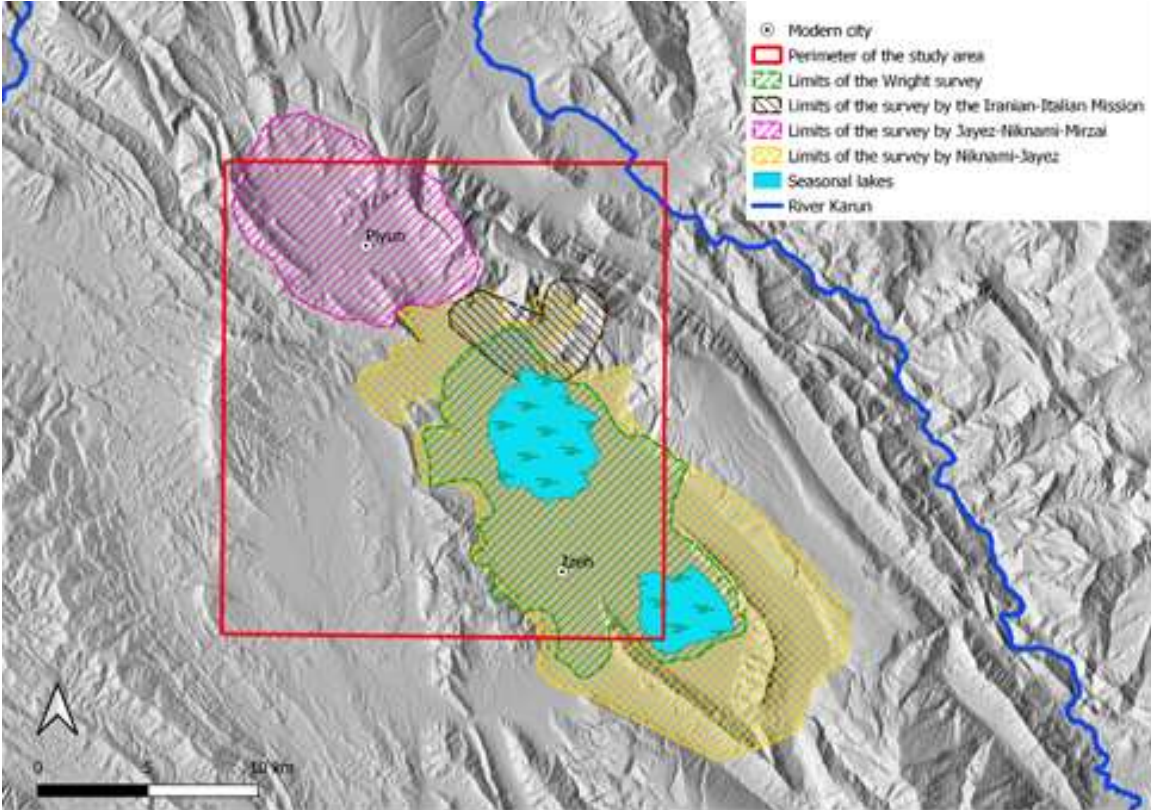 Modern city
Perimeter of the study area
Limits of the Wright survey
Limits of the survey by the Iranian-Italian Mission
Limits of the survey by Jayez-Niknami-Mirzai
Limits of the survey by Niknami-Jayez
Seasonal lakes
River Karun
Piyun
Izeh
0 5 10 km